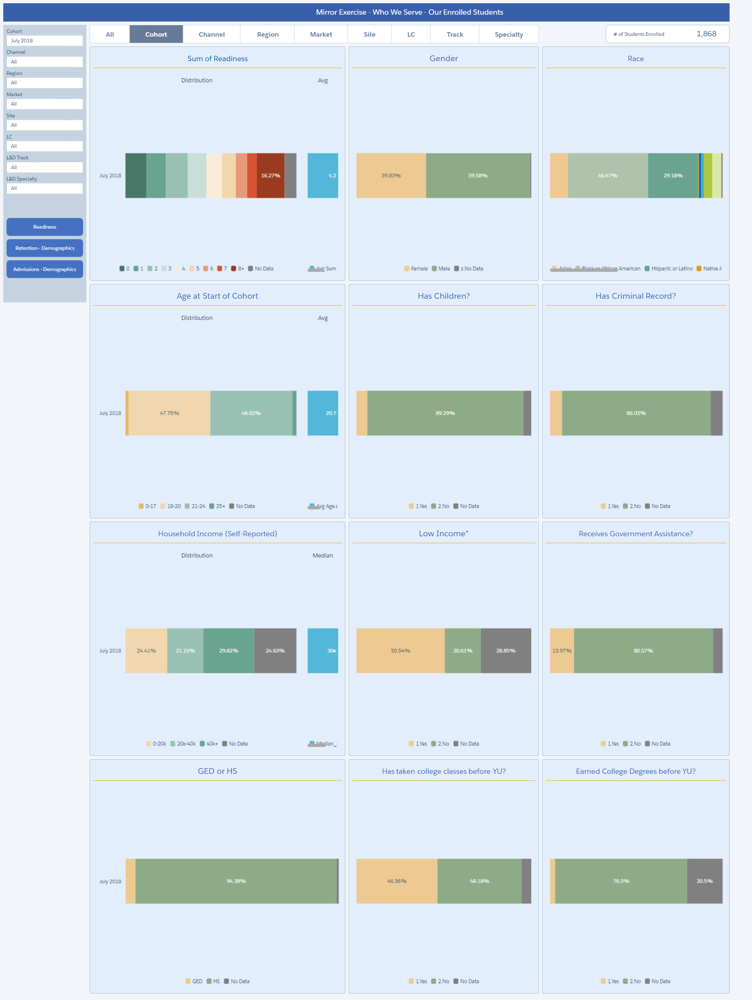 Mirror Exercise - Who We Serve - Our Enrolled Students
Cohort
July 2018
Channel
All
Region
All
Market
All
Site
All
LC
All
L&D Track
All
L&D Specialty
All
Readiness
Retention - Demographics
Admissions - Demographics
All Cohort Channel Region Market Site LC Track Specialty
# of Students Enrolled 1,868
Sum of Readiness
Distribution Avg
July 2018 16.27% 4.2
0 1 2 3 4 5 6 7 8+ No Data Avg Sum
Gender
39.83% 59.58%
Female Male z.No Data
Race
46.47% 29.18%
Asian Black or African American Hispanic or Latino Native A
Age at Start of Cohort
Distribution Avg
July 2018 47.75% 48.02% 20.7
0-17 18-20 21-24 25+ No Data Avg Age
Has Children?
89.29%
1.Yes 2.No No Data
Has Criminal Record?
86.03%
1.Yes 2.No No Data
Household Income (Self-Reported)
Distribution Median
July 2018 24.41% 21.15% 29.82% 24.63% 30K
0-20k 20k-40k 40k+ No Data Median_
Low Income*
50.54% 20.61% 28.85%
1.Yes 2.No No Data
Receives Government Assistance?
13.97% 80.57%
1.Yes 2.No No Data
GED or HS
July 2018 94.38%
GED HS No Data
Has taken college classes before YU?
46.36% 48.18%
1.Yes 2.No No Data
Earned College Degrees before YU?
76.5% 20.5%
1.Yes 2.No No Data